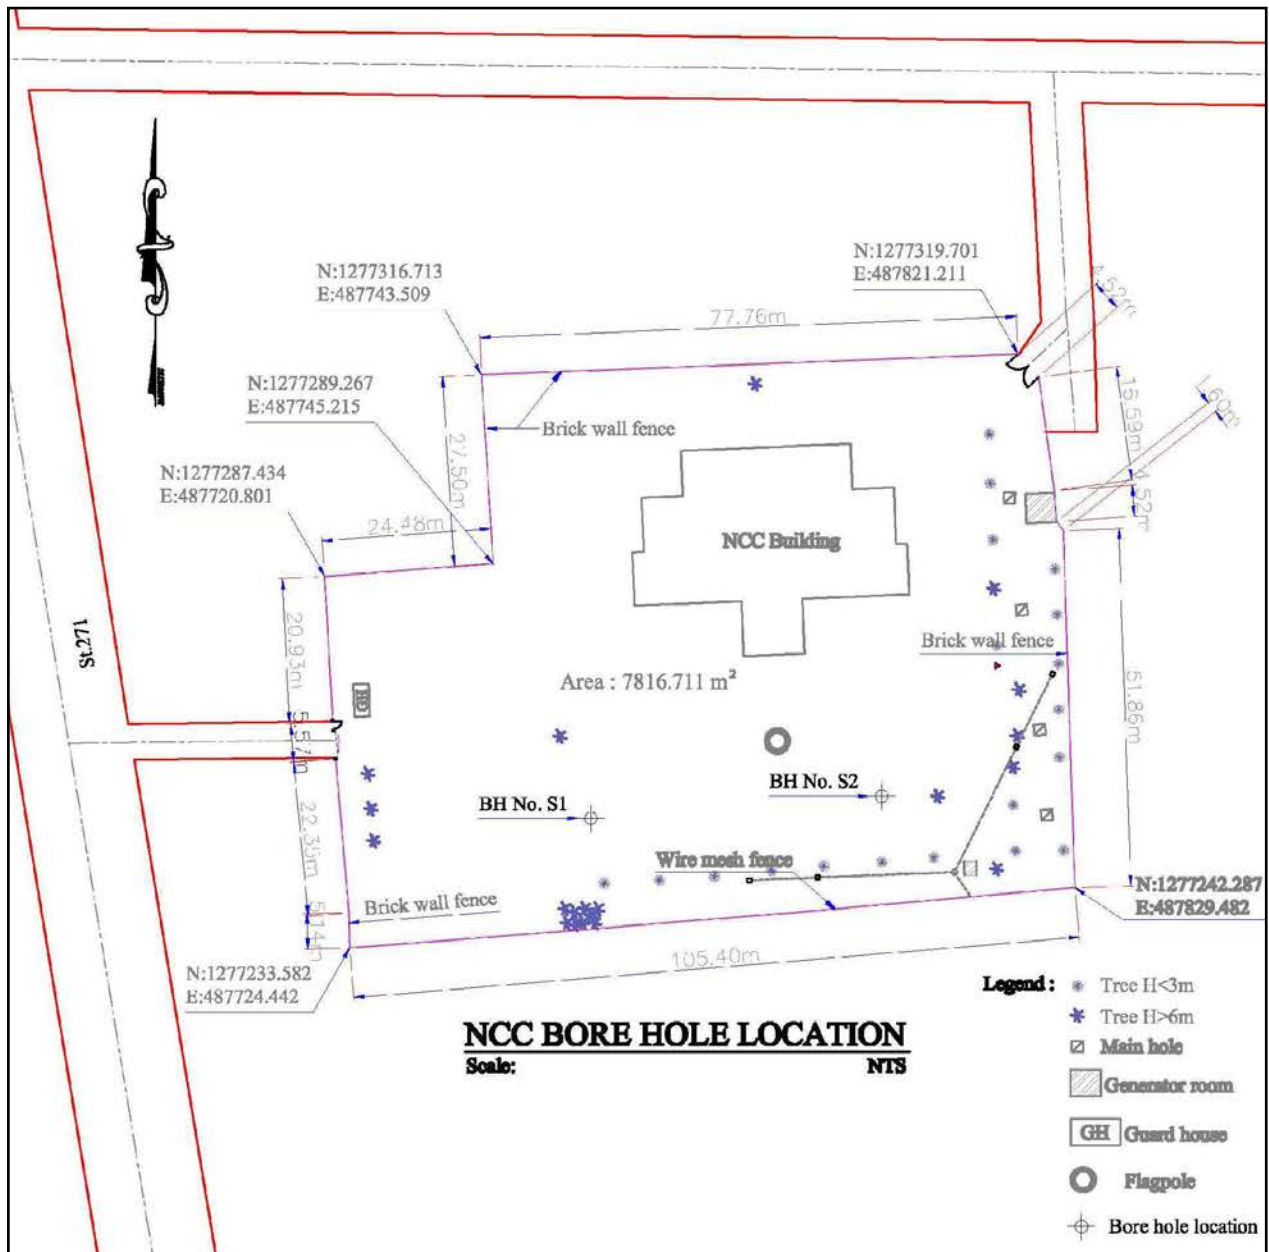 N:1277319.701
E:487821.211
N:1277316.713
E:487743.509
4.52m
77.76m
N:1277289.267
E:487745.215
15.59m
1.60m
Brick wall fence
27.50m
N:1277287.434
E:487720.801
4.52m
24.48m
NCC Building
St.271
20.93m
Brick wall fence
Area : 7816.711 m²
GH
51.86m
5.57m
BH No. S2
BH No. S1
22.35m
Wire mesh fence
N:1277242.287
E:487829.482
Brick wall fence
5.14m
105.40m
N:1277233.582
E:487724.442
Legend :
Tree H<3m
Tree H>6m
Main hole
Generator room
GH Guard house
Flagpole
Bore hole location
NCC BORE HOLE LOCATION
Scale: NTS